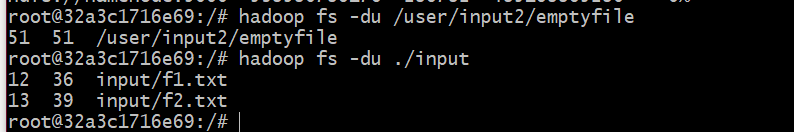 root@32a3c1716e69:/# hadoop fs -du /user/input2/emptyfile
51  51  /user/input2/emptyfile
root@32a3c1716e69:/# hadoop fs -du ./input
12  36  input/f1.txt
13  39  input/f2.txt
root@32a3c1716e69:/#